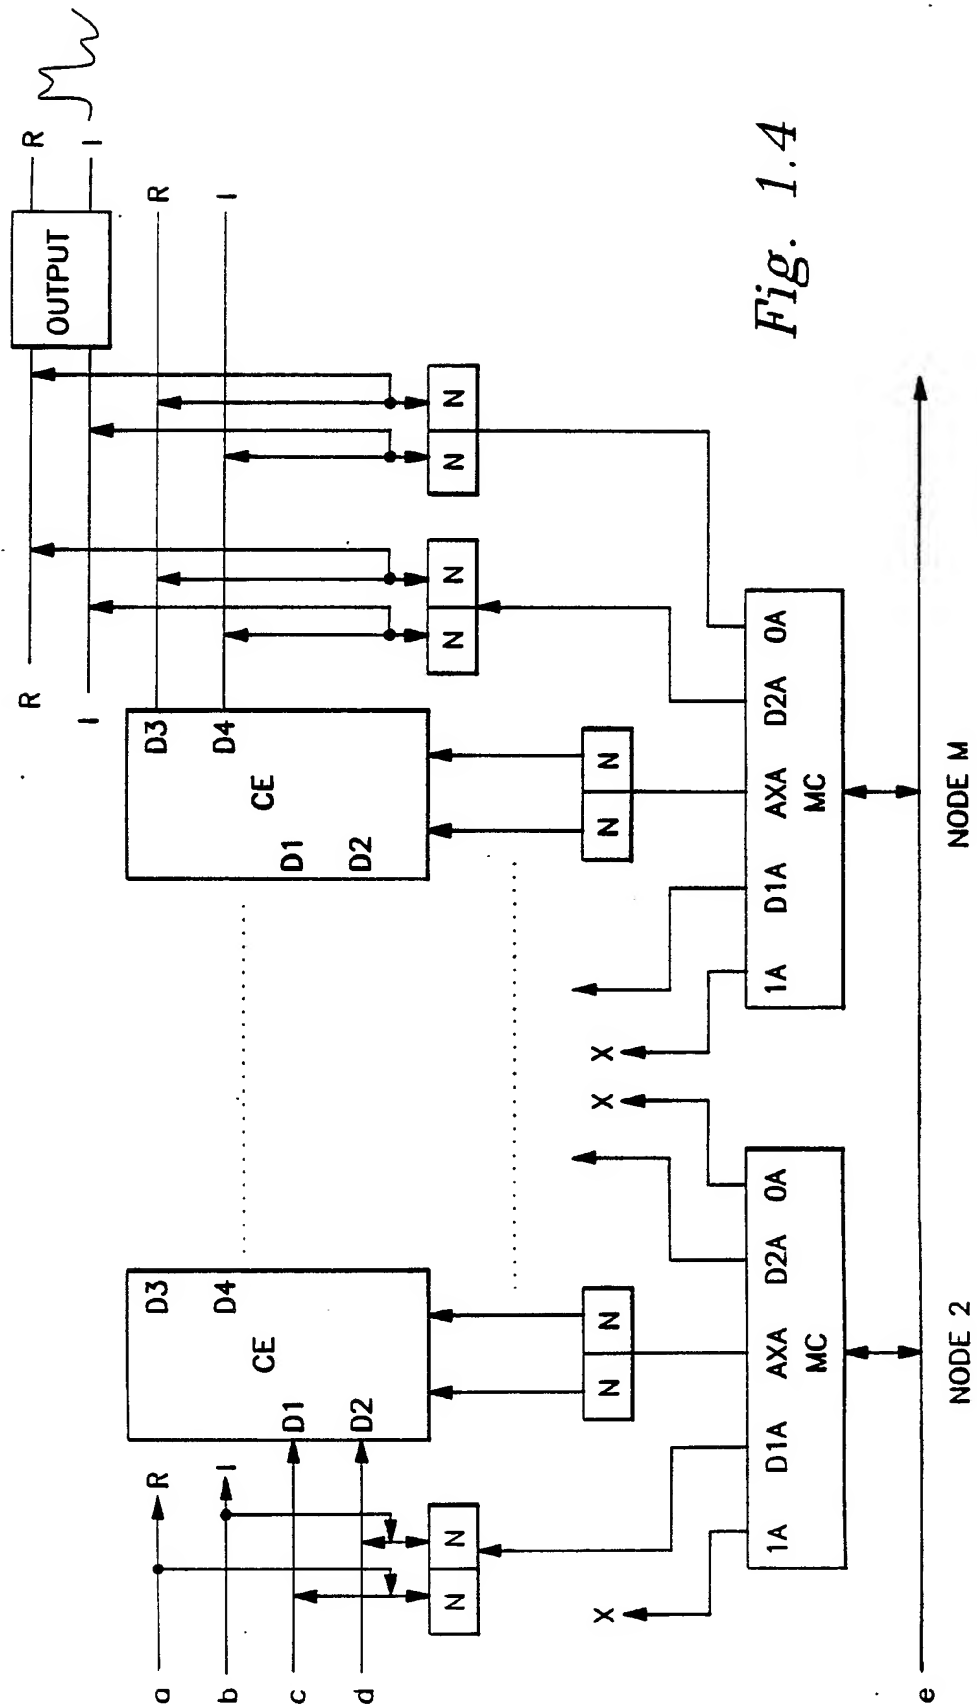 R
I
OUTPUT
R
I
D3
D4
CE
D1
D2
R
I
N N
N N
N N
X
X
1A D1A AXA D2A 0A
MC
NODE M
a
b
c
d
R
I
D1
D2
D3
D4
CE
N N
N N
X
1A D1A AXA D2A 0A
MC
e
NODE 2
Fig. 1.4